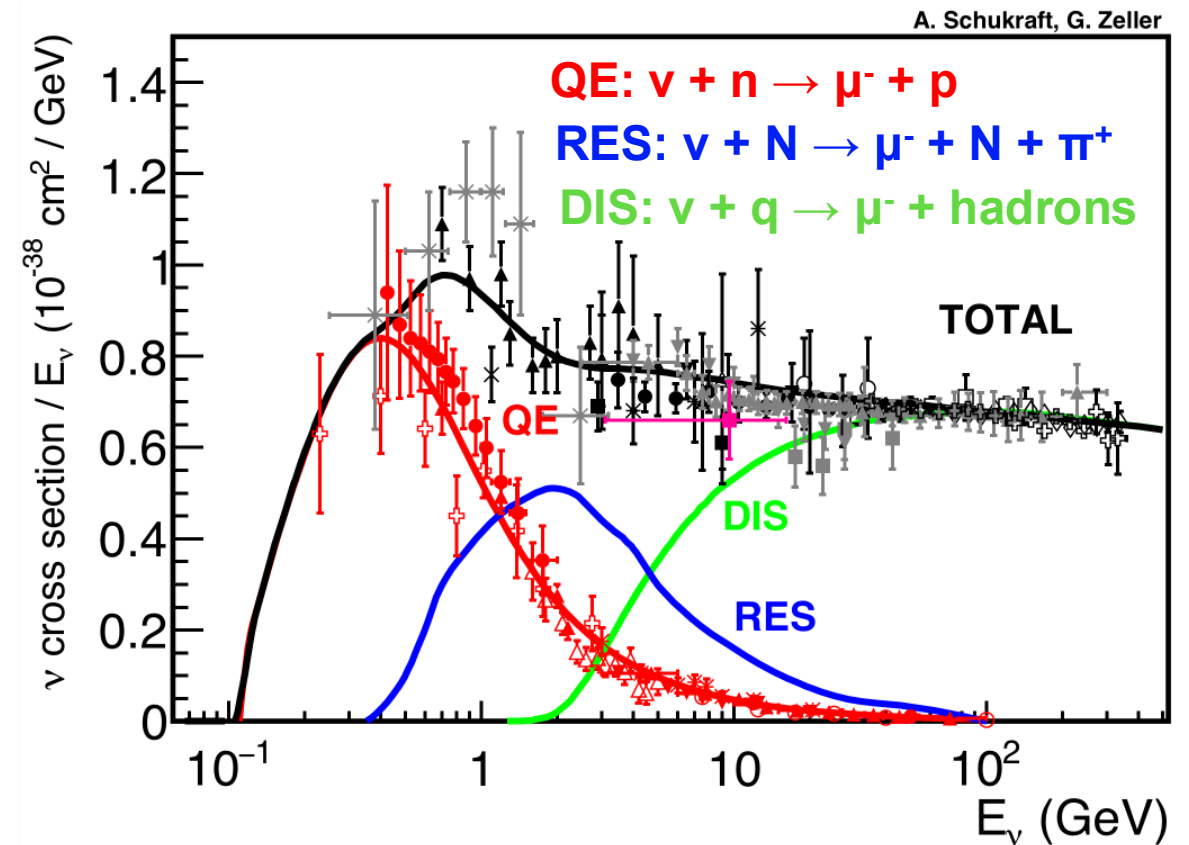 A. Schukraft, G. Zeller
ν cross section / Eν (10⁻³⁸ cm² / GeV)
1.4
1.2
1
0.8
0.6
0.4
0.2
0
QE: ν + n → μ⁻ + p
RES: ν + N → μ⁻ + N + π⁺
DIS: ν + q → μ⁻ + hadrons
TOTAL
QE
DIS
RES
10⁻¹
1
10
10²
Eν (GeV)